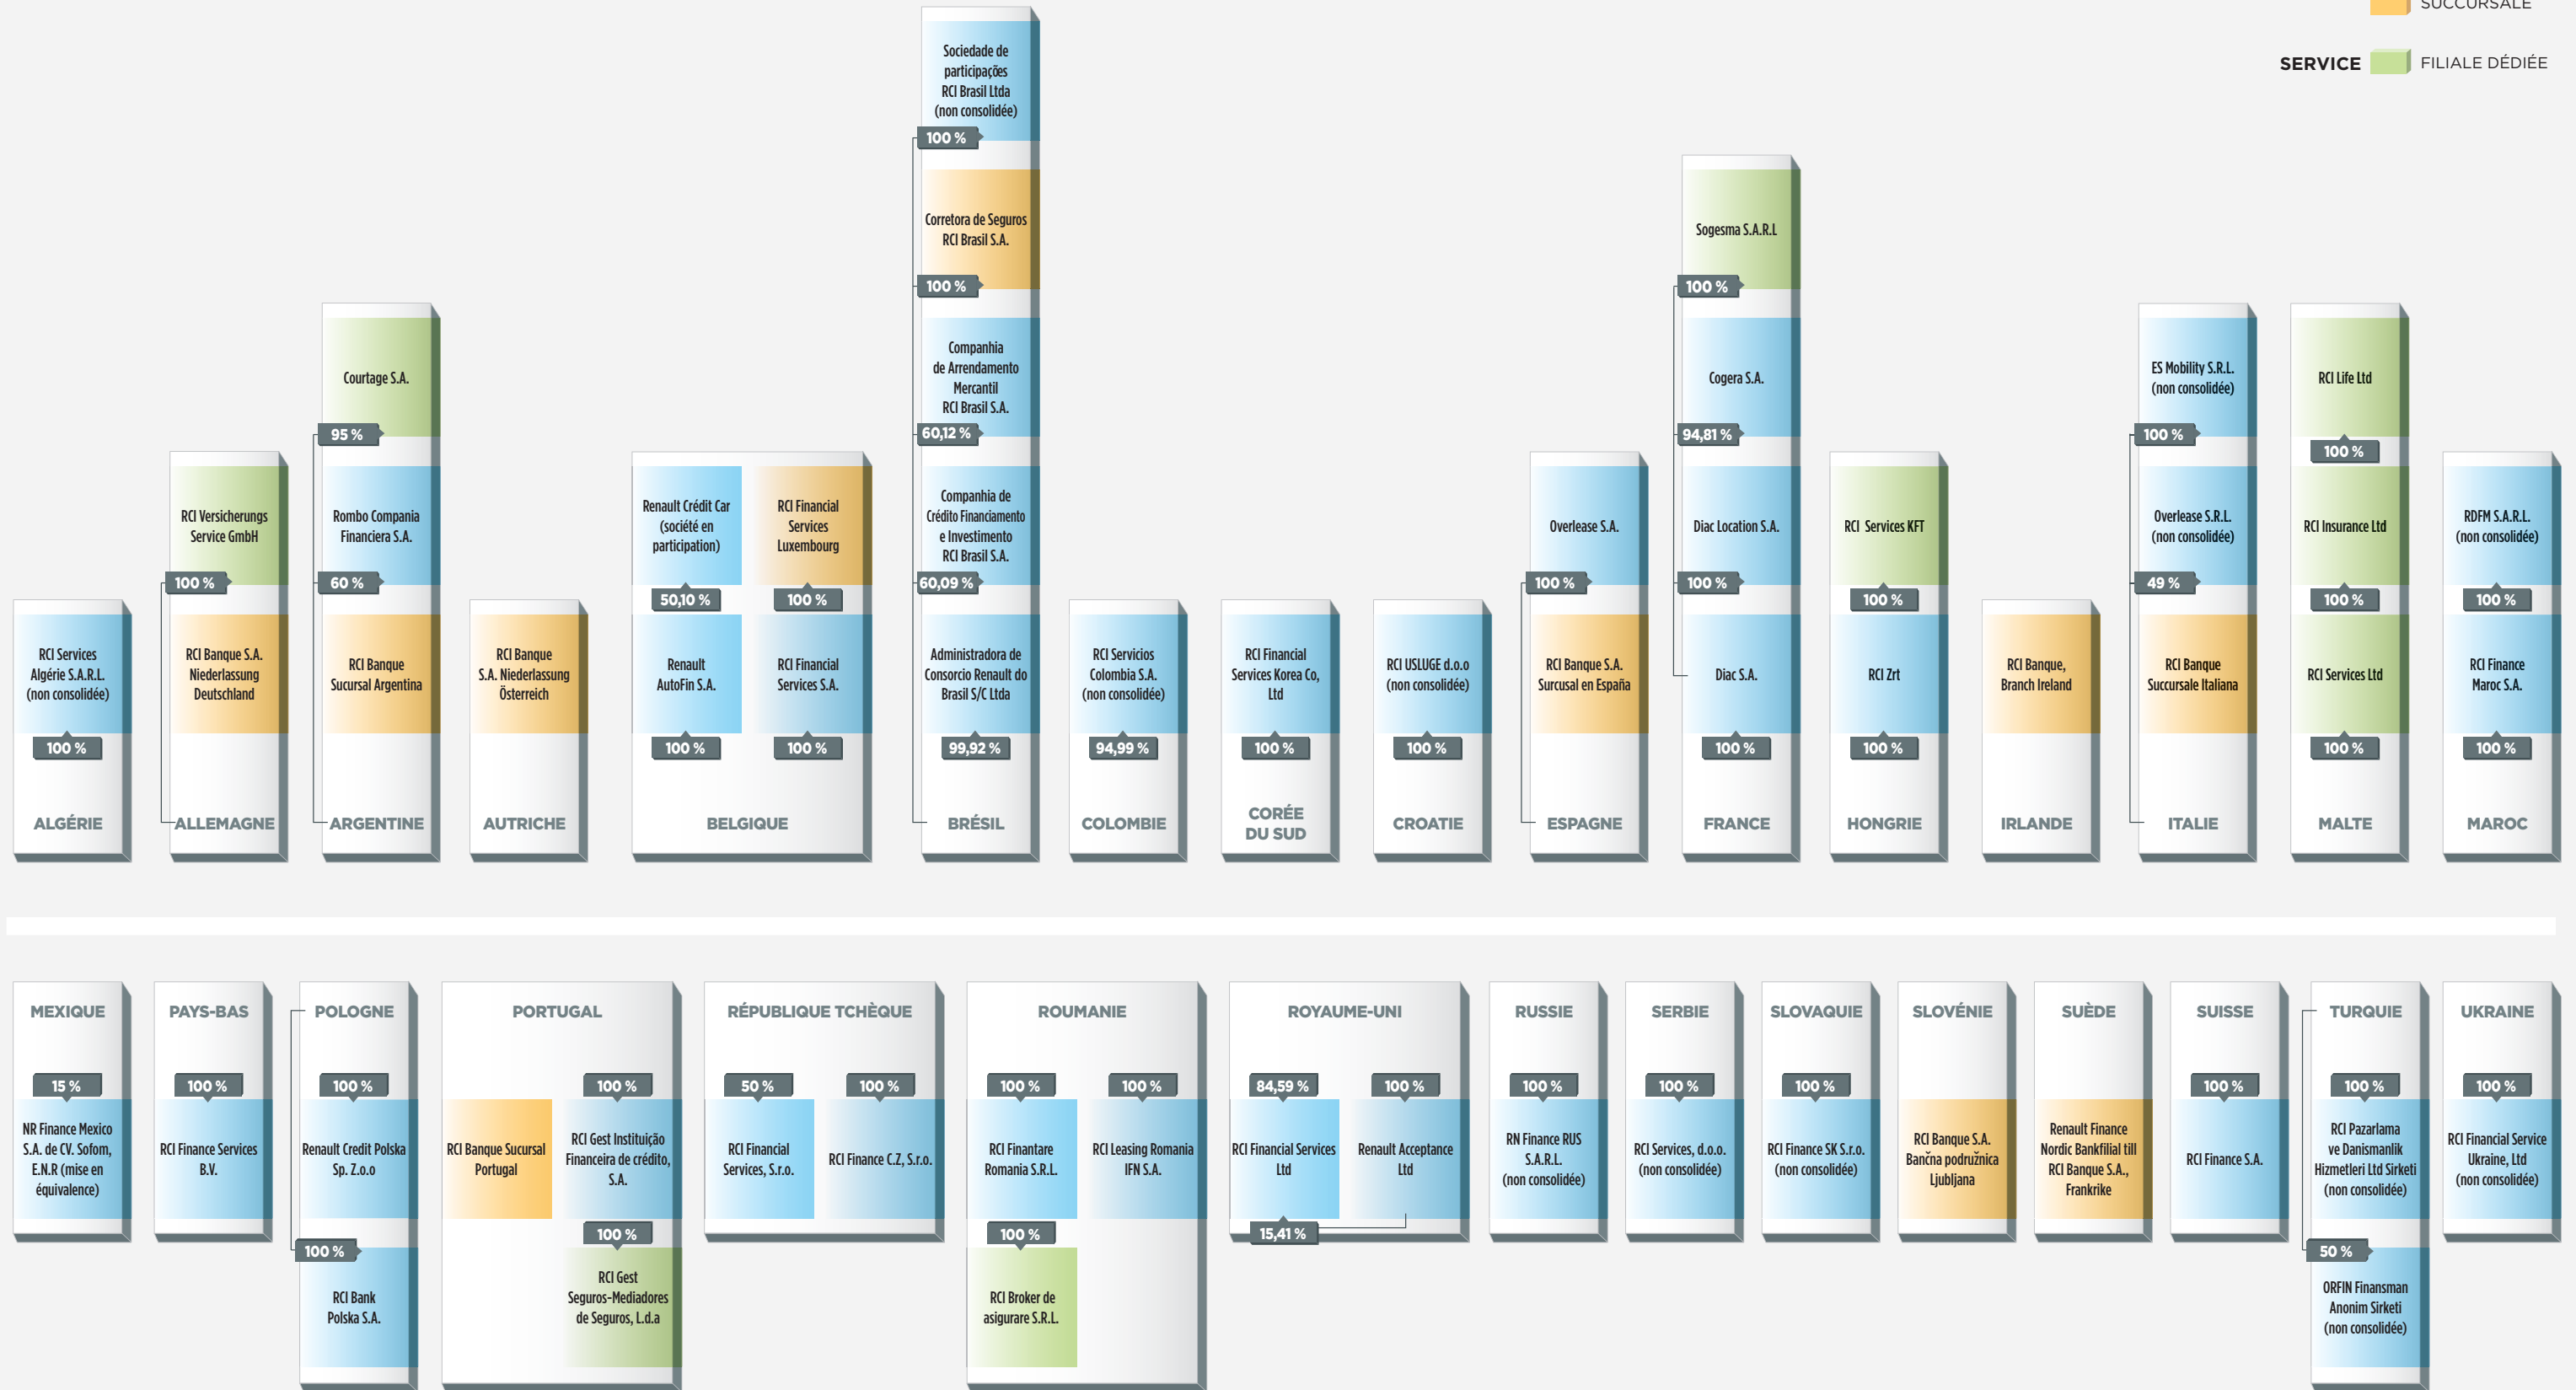 SUCCURSALE
SERVICE FILIALE DÉDIÉE
RCI Services
Algérie S.A.R.L.
(non consolidée)
100 %
ALGÉRIE
RCI Versicherungs
Service GmbH
100 %
RCI Banque S.A.
Niederlassung
Deutschland
ALLEMAGNE
Courtage S.A.
95 %
Rombo Compania
Financiera S.A.
60 %
RCI Banque
Sucursal Argentina
ARGENTINE
RCI Banque
S.A. Niederlassung
Österreich
AUTRICHE
Renault Crédit Car
(société en
participation)
50,10 %
RCI Financial
Services
Luxembourg
100 %
Renault
AutoFin S.A.
100 %
RCI Financial
Services S.A.
100 %
BELGIQUE
Sociedade de
participações
RCI Brasil Ltda
(non consolidée)
100 %
Corretora de Seguros
RCI Brasil S.A.
100 %
Companhia
de Arrendamento
Mercantil
RCI Brasil S.A.
60,12 %
Companhia de
Crédito Financiamento
e Investimento
RCI Brasil S.A.
60,09 %
Administradora de
Consorcio Renault do
Brasil S/C Ltda
99,92 %
BRÉSIL
RCI Servicios
Colombia S.A.
(non consolidée)
94,99 %
COLOMBIE
RCI Financial
Services Korea Co,
Ltd
100 %
CORÉE
DU SUD
RCI USLUGE d.o.o
(non consolidée)
100 %
CROATIE
Overlease S.A.
100 %
RCI Banque S.A.
Surcusal en España
ESPAGNE
Sogesma S.A.R.L
100 %
Cogera S.A.
94,81 %
Diac Location S.A.
100 %
Diac S.A.
100 %
FRANCE
RCI Services KFT
100 %
RCI Zrt
100 %
HONGRIE
RCI Banque,
Branch Ireland
IRLANDE
ES Mobility S.R.L.
(non consolidée)
100 %
Overlease S.R.L.
(non consolidée)
49 %
RCI Banque
Succursale Italiana
ITALIE
RCI Life Ltd
100 %
RCI Insurance Ltd
100 %
RCI Services Ltd
100 %
MALTE
RDFM S.A.R.L.
(non consolidée)
100 %
RCI Finance
Maroc S.A.
100 %
MAROC
MEXIQUE
15 %
NR Finance Mexico
S.A. de CV. Sofom,
E.N.R (mise en
équivalence)
PAYS-BAS
100 %
RCI Finance Services
B.V.
POLOGNE
100 %
Renault Credit Polska
Sp. Z.o.o
100 %
RCI Bank
Polska S.A.
PORTUGAL
RCI Banque Sucursal
Portugal
100 %
RCI Gest Instituição
Financeira de crédito,
S.A.
100 %
RCI Gest
Seguros-Mediadores
de Seguros, L.d.a
RÉPUBLIQUE TCHÈQUE
50 %
RCI Financial
Services, S.r.o.
100 %
RCI Finance C.Z, S.r.o.
ROUMANIE
100 %
RCI Finantare
Romania S.R.L.
100 %
RCI Leasing Romania
IFN S.A.
100 %
RCI Broker de
asigurare S.R.L.
ROYAUME-UNI
84,59 %
RCI Financial Services
Ltd
100 %
Renault Acceptance
Ltd
15,41 %
RUSSIE
100 %
RN Finance RUS
S.A.R.L.
(non consolidée)
SERBIE
100 %
RCI Services, d.o.o.
(non consolidée)
SLOVAQUIE
100 %
RCI Finance SK S.r.o.
(non consolidée)
SLOVÉNIE
RCI Banque S.A.
Bančna podružnica
Ljubljana
SUÈDE
Renault Finance
Nordic Bankfilial till
RCI Banque S.A.,
Frankrike
SUISSE
100 %
RCI Finance S.A.
TURQUIE
100 %
RCI Pazarlama
ve Danismanlik
Hizmetleri Ltd Sirketi
(non consolidée)
50 %
ORFIN Finansman
Anonim Sirketi
(non consolidée)
UKRAINE
100 %
RCI Financial Service
Ukraine, Ltd
(non consolidée)